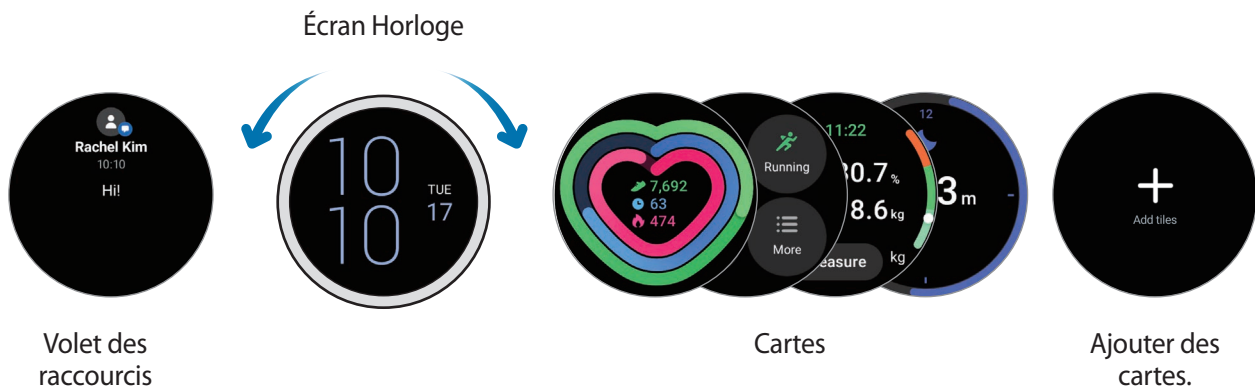 Écran Horloge
Rachel Kim
10:10
Hi!
10
10
TUE
17
7,692
63
474
Running
More
11:22
30.7 %
8.6 kg
easure
kg
12
3 m
Add tiles
Volet des
raccourcis
Cartes
Ajouter des
cartes.